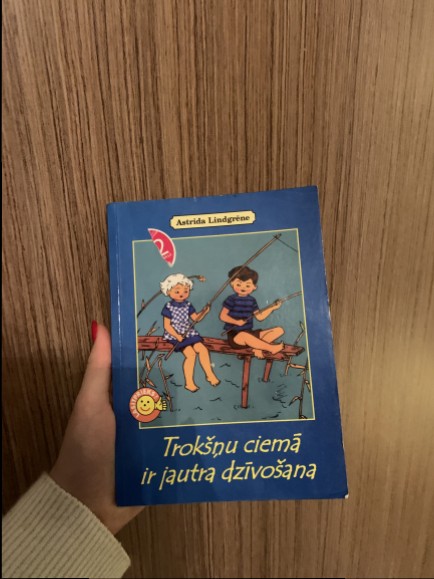 Astrida Lindgrēne
2
Trokšņu ciemā
ir jautra dzīvošana